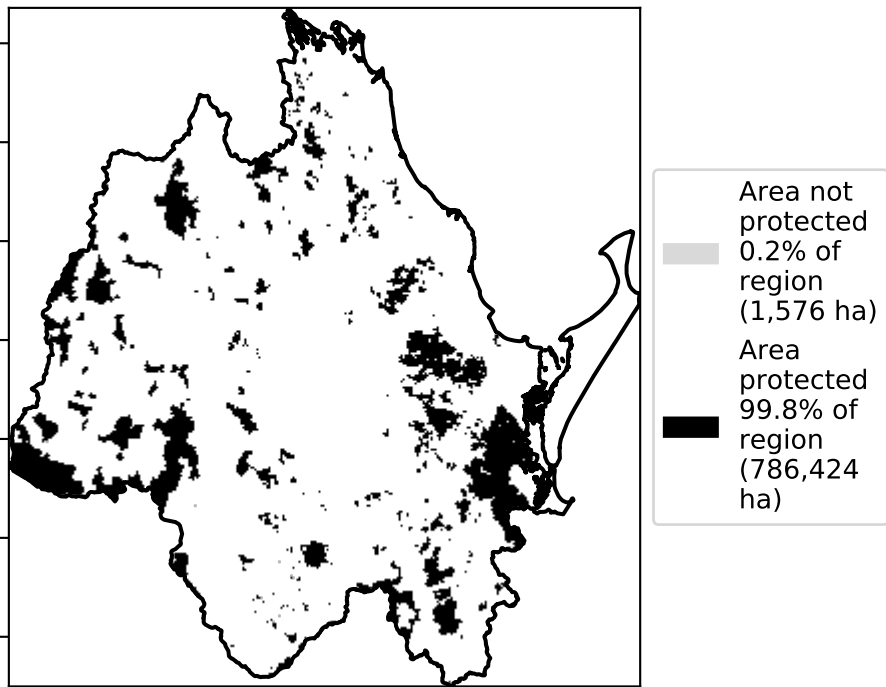 Area not
protected
0.2% of
region
(1,576 ha)
Area
protected
99.8% of
region
(786,424
ha)